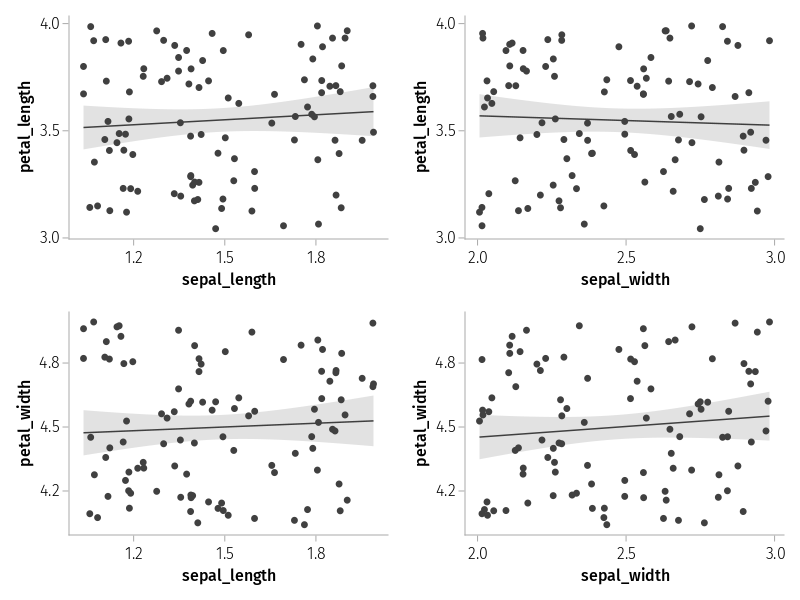 petal_length
4.0
3.5
3.0
1.2 1.5 1.8
sepal_length
petal_length
4.0
3.5
3.0
2.0 2.5 3.0
sepal_width
petal_width
4.8
4.5
4.2
1.2 1.5 1.8
sepal_length
petal_width
4.8
4.5
4.2
2.0 2.5 3.0
sepal_width